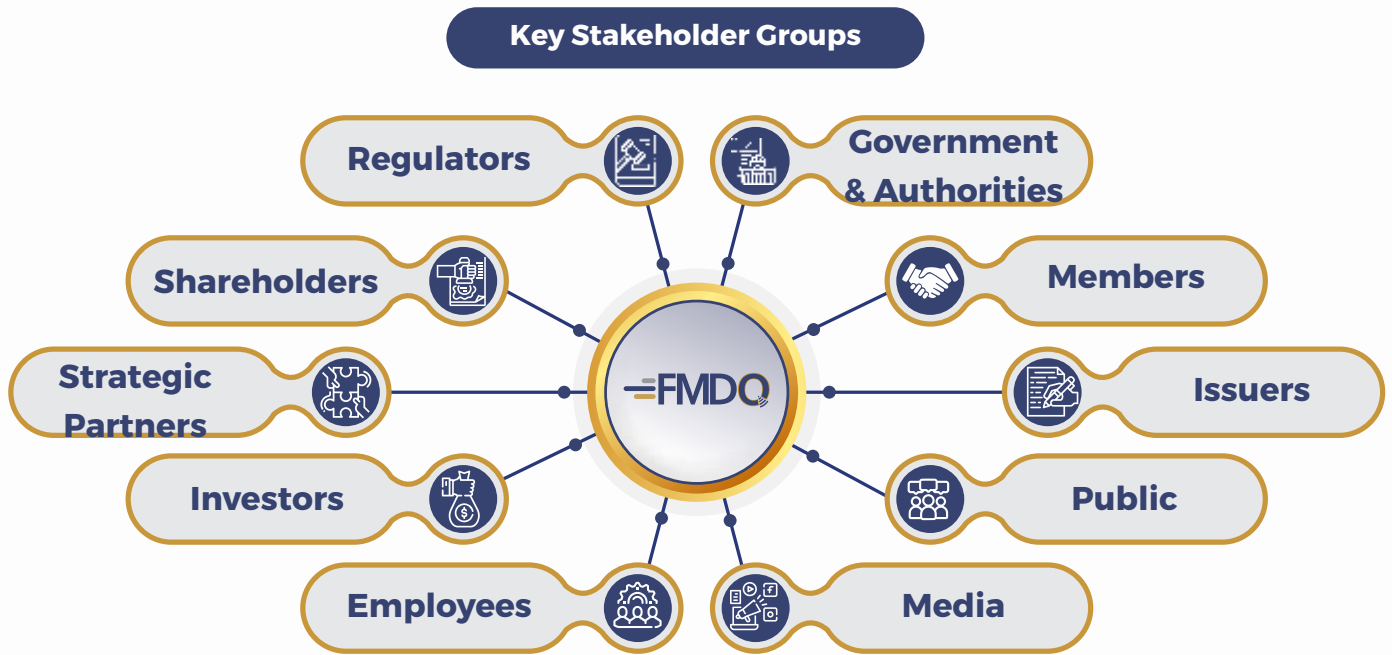 Key Stakeholder Groups
Regulators
Government
& Authorities
Shareholders
Members
Strategic
Partners
FMDQ
Issuers
Investors
Public
Employees
Media